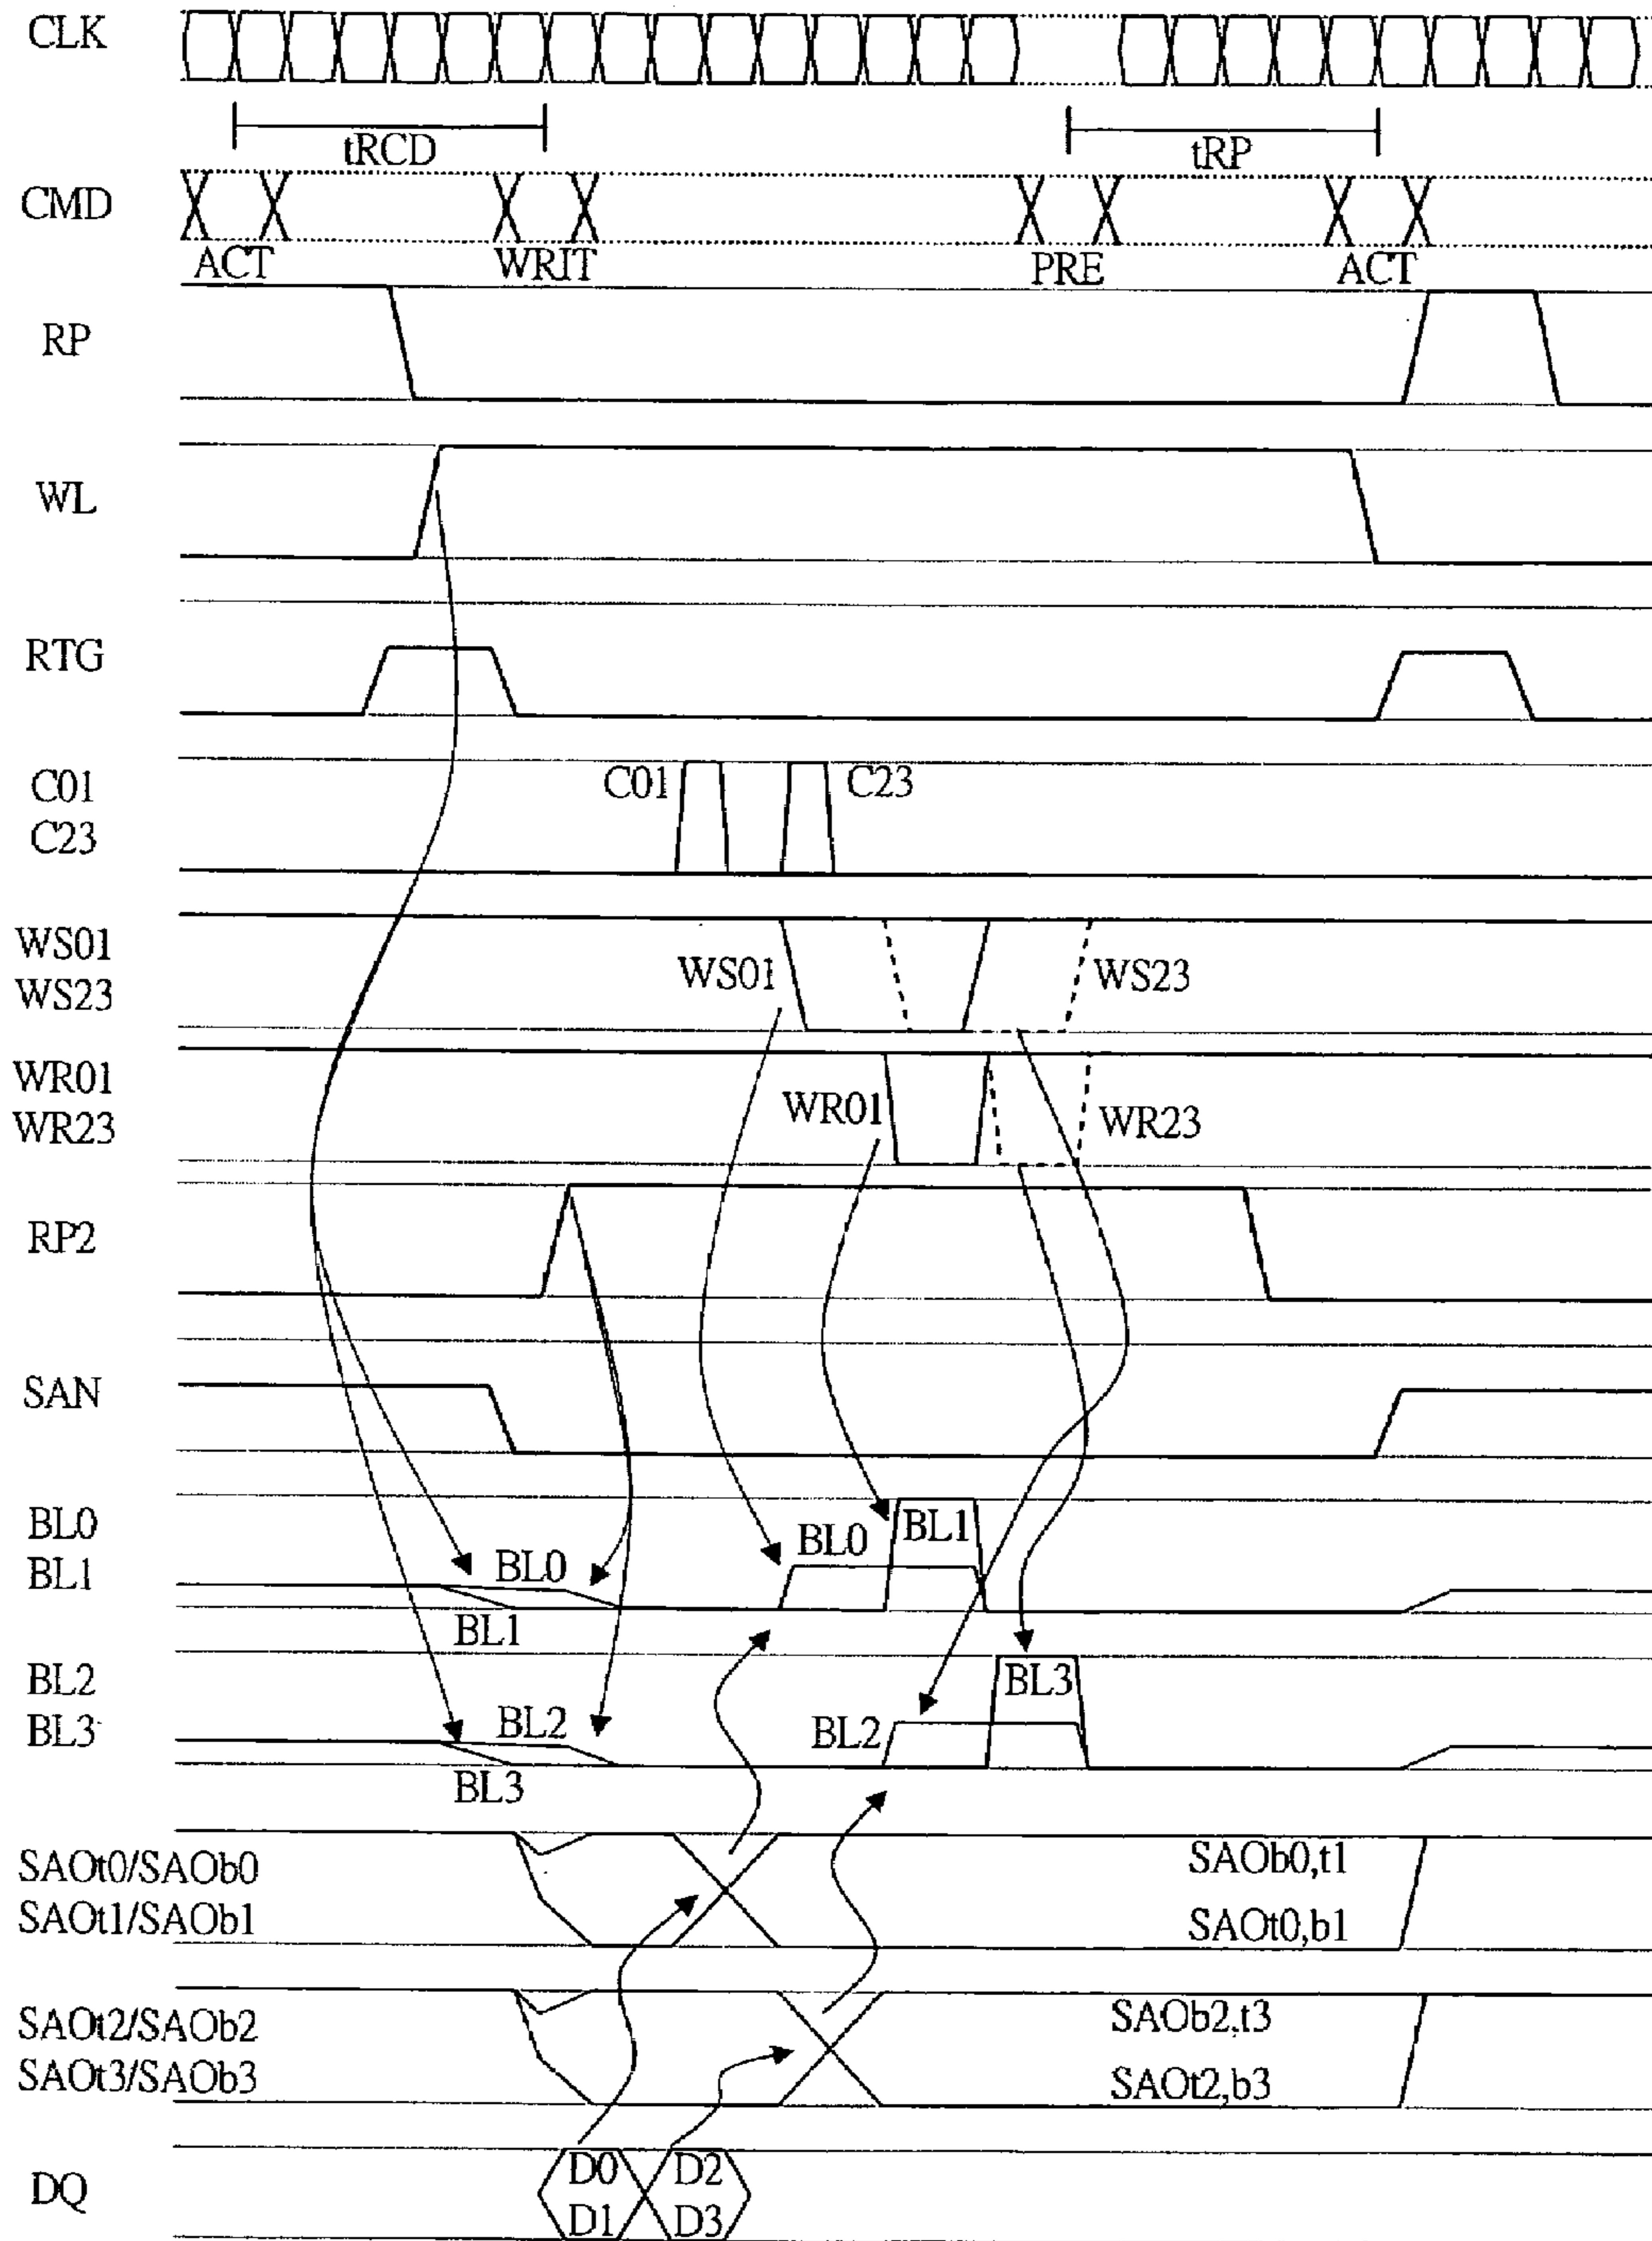 CLK
tRCD
tRP
CMD
ACT
WRIT
PRE
ACT
RP
WL
RTG
C01
C23
C01
C23
WS01
WS23
WS01
WS23
WR01
WR23
WR01
WR23
RP2
SAN
BL0
BL1
BL0
BL1
BL0
BL1
BL2
BL3
BL2
BL3
BL2
BL3
SAOt0/SAOb0
SAOt1/SAOb1
SAOb0,t1
SAOt0,b1
SAOt2/SAOb2
SAOt3/SAOb3
SAOb2,t3
SAOt2,b3
DQ
D0
D1
D2
D3